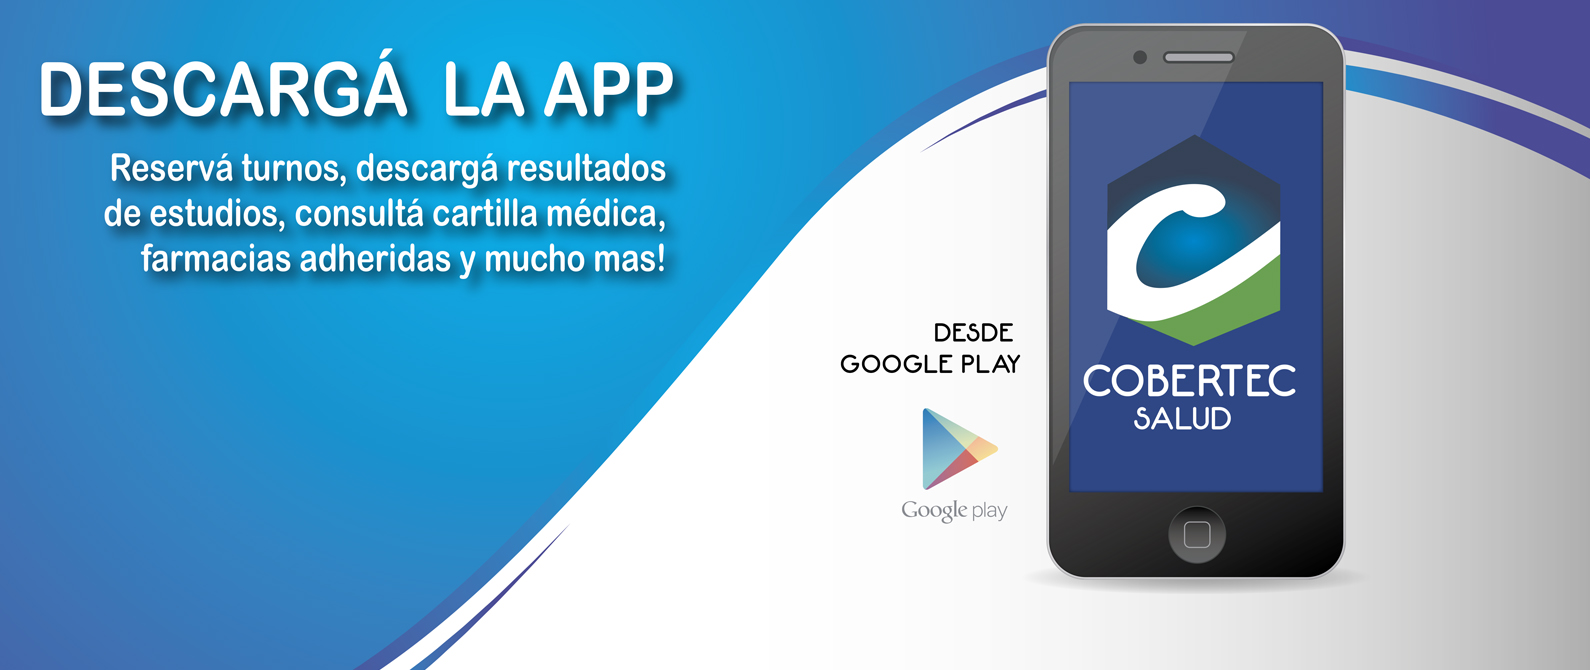 DESCARGÁ LA APP
Reservá turnos, descargá resultados
de estudios, consultá cartilla médica,
farmacias adheridas y mucho mas!
DESDE
GOOGLE PLAY
Google play
COBERTEC
SALUD